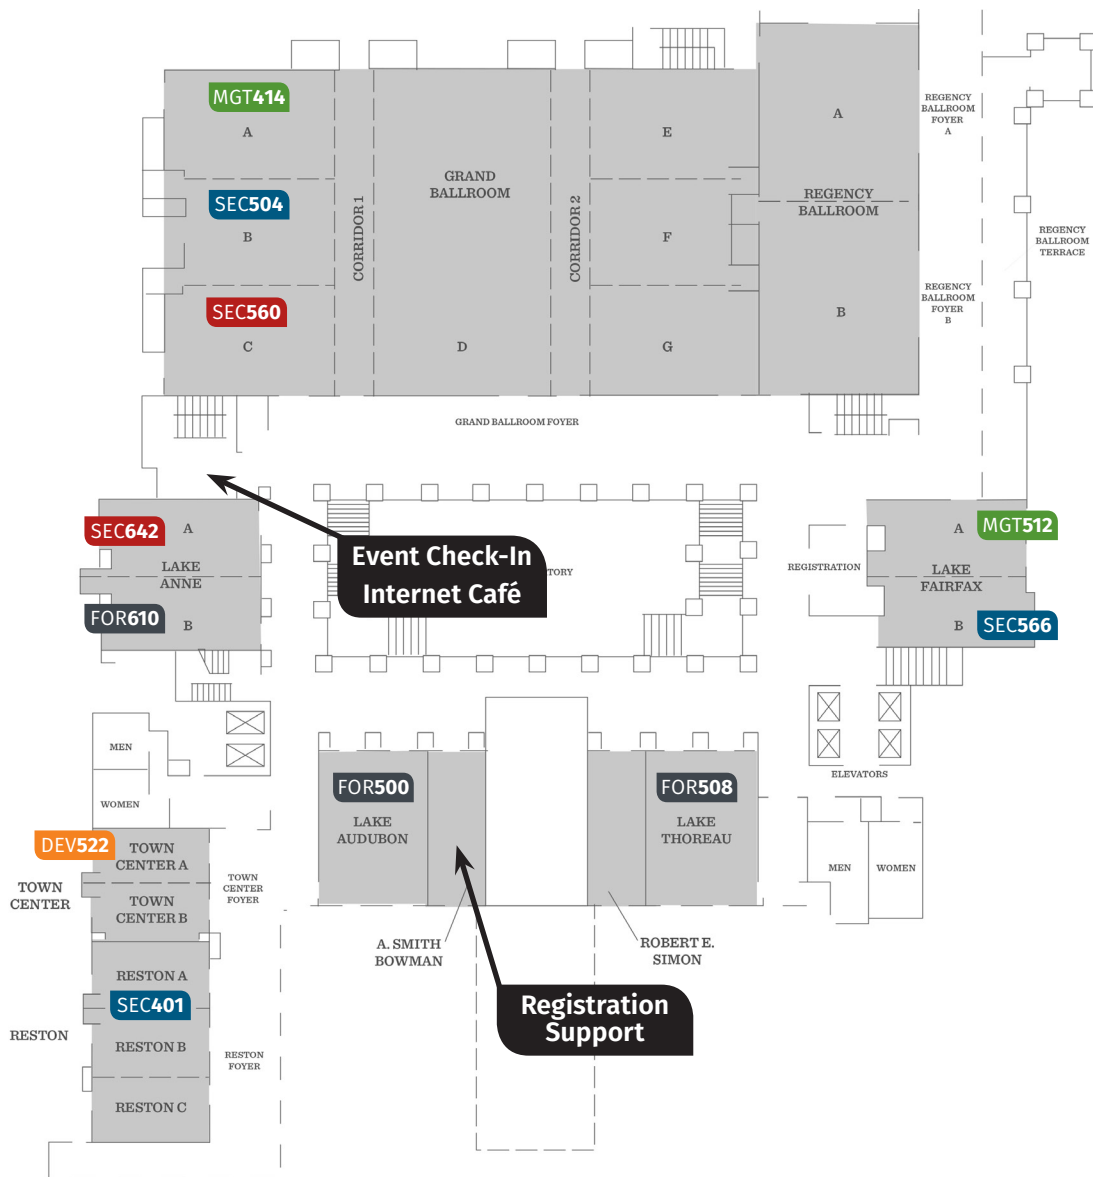 MGT414
A
SEC504
B
SEC560
C
CORRIDOR 1
GRAND
BALLROOM
D
CORRIDOR 2
E
F
G
A
REGENCY
BALLROOM
B
REGENCY
BALLROOM
FOYER
A
REGENCY
BALLROOM
TERRACE
REGENCY
BALLROOM
FOYER
B
GRAND BALLROOM FOYER
SEC642
A
LAKE
ANNE
FOR610
B
Event Check-In
Internet Café
TORY
REGISTRATION
A
MGT512
LAKE
FAIRFAX
B
SEC566
MEN
WOMEN
ELEVATORS
FOR500
LAKE
AUDUBON
FOR508
LAKE
THOREAU
MEN
WOMEN
DEV522
TOWN
CENTER A
TOWN
CENTER
TOWN
CENTER B
TOWN
CENTER
FOYER
A. SMITH
BOWMAN
ROBERT E.
SIMON
RESTON A
SEC401
RESTON
RESTON B
RESTON
FOYER
RESTON C
Registration
Support